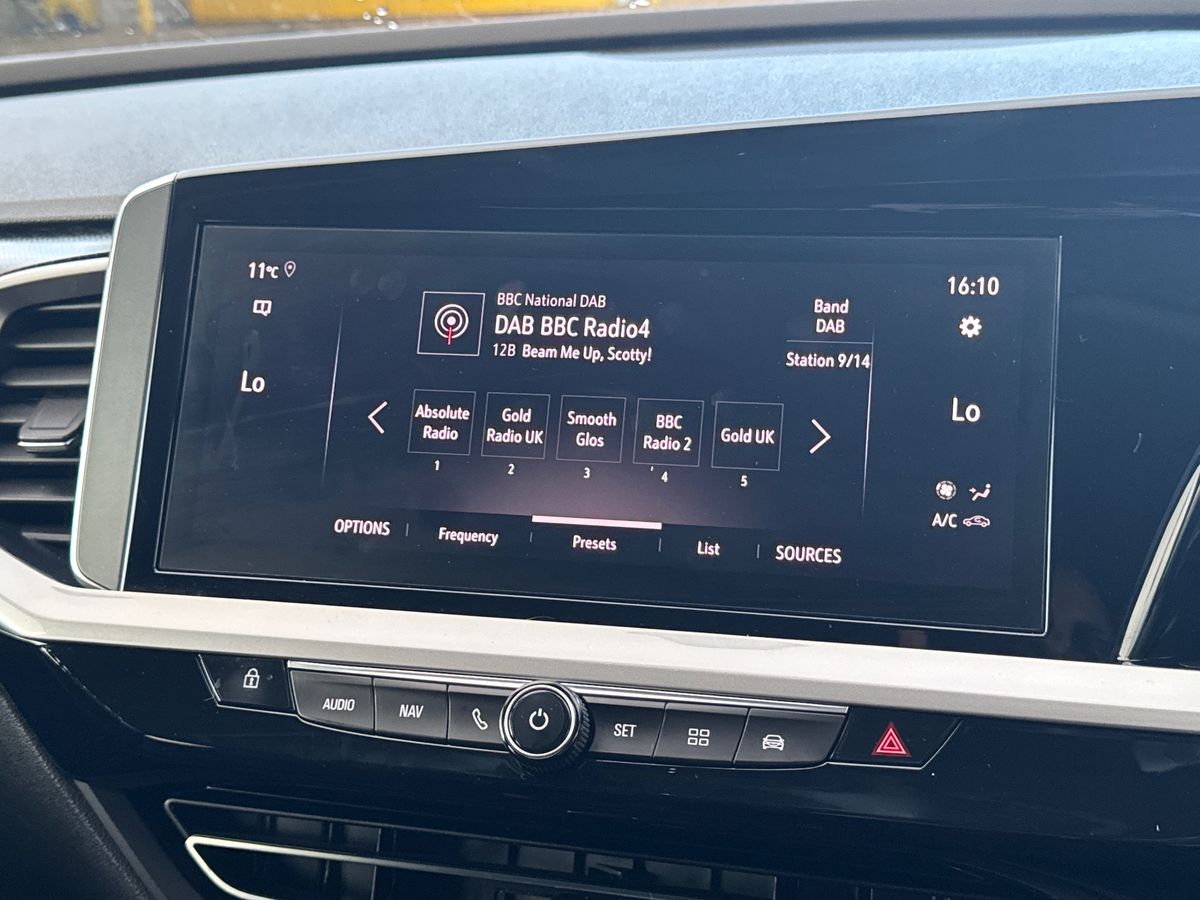 11°C
16:10
BBC National DAB
DAB BBC Radio4
12B Beam Me Up, Scotty!
Band
DAB
Station 9/14
Lo
Lo
Absolute
Radio
1
Gold
Radio UK
2
Smooth
Glos
3
BBC
Radio 2
4
Gold UK
5
A/C
OPTIONS
Frequency
Presets
List
SOURCES
AUDIO
NAV
SET